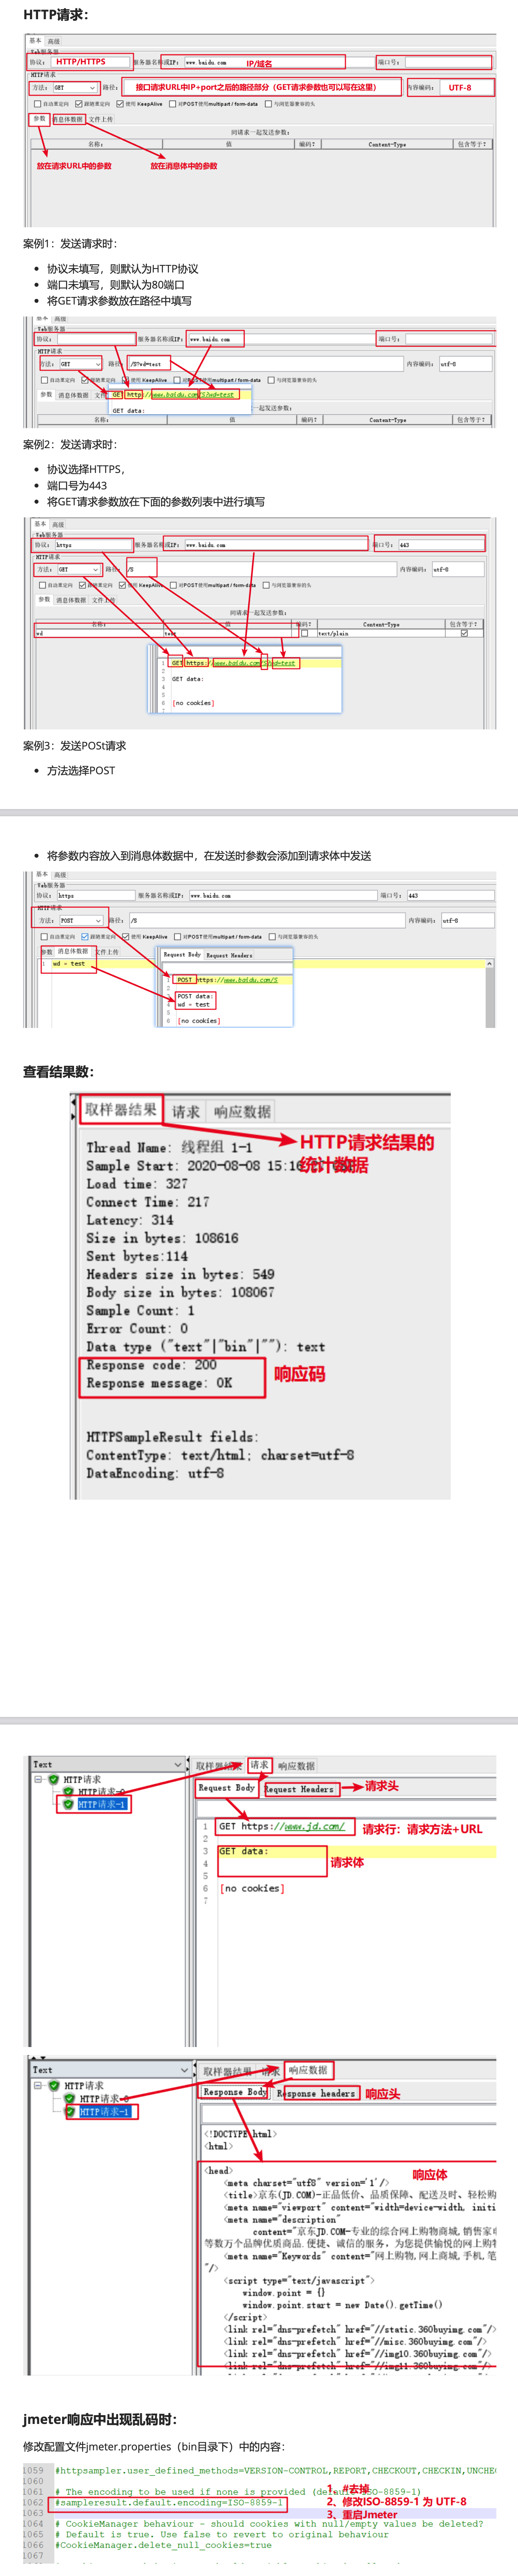 HTTP请求：
基本 高级
Web服务器
协议： HTTP/HTTPS 服务器名称或IP： www.baidu.com IP/域名 端口号：
HTTP请求
方法： GET 路径： 接口请求URL中IP+port之后的路径部分（GET请求参数也可以写在这里） 内容编码： UTF-8
自动重定向 跟随重定向 使用 KeepAlive 对POST使用multipart / form-data 与浏览器兼容的头
参数 消息体数据 文件上传
同请求一起发送参数：
名称： 值 编码？ Content-Type 包含等于？
放在请求URL中的参数 放在消息体中的参数
案例1：发送请求时：
• 协议未填写，则默认为HTTP协议
• 端口未填写，则默认为80端口
• 将GET请求参数放在路径中填写
基本 高级
Web服务器
协议： 服务器名称或IP： www.baidu.com 端口号：
HTTP请求
方法： GET 路径： /S?wd=test 内容编码： utf-8
自动重定向 跟随重定向 使用 KeepAlive 对POST使用multipart / form-data 与浏览器兼容的头
参数 消息体数据 文件
GET http://www.baidu.com/S?wd=test
一起发送参数：
GET data:
名称： 值 编码？ Content-Type 包含等于？
案例2：发送请求时：
• 协议选择HTTPS，
• 端口号为443
• 将GET请求参数放在下面的参数列表中进行填写
基本 高级
Web服务器
协议： https 服务器名称或IP： www.baidu.com 端口号： 443
HTTP请求
方法： GET 路径： /S 内容编码： utf-8
自动重定向 跟随重定向 使用 KeepAlive 对POST使用multipart / form-data 与浏览器兼容的头
参数 消息体数据 文件上传
同请求一起发送参数：
名称： 值 编码？ Content-Type 包含等于？
wd test text/plain
1 GET https://www.baidu.com/S?wd=test
2
3 GET data:
4
5
6 [no cookies]
案例3：发送POSt请求
• 方法选择POST
• 将参数内容放入到消息体数据中，在发送时参数会添加到请求体中发送
基本 高级
Web服务器
协议： https 服务器名称或IP： www.baidu.com 端口号： 443
HTTP请求
方法： POST 路径： /S 内容编码： utf-8
自动重定向 跟随重定向 使用 KeepAlive 对POST使用multipart / form-data 与浏览器兼容的头
参数 消息体数据 文件上传
1 wd = test
Request Body Request Headers
1 POST https://www.baidu.com/S
2
3 POST data:
4 wd = test
5
6 [no cookies]
查看结果数：
取样器结果 请求 响应数据
HTTP请求结果的
统计数据
Thread Name: 线程组 1-1
Sample Start: 2020-08-08 15:16
Load time: 327
Connect Time: 217
Latency: 314
Size in bytes: 108616
Sent bytes:114
Headers size in bytes: 549
Body size in bytes: 108067
Sample Count: 1
Error Count: 0
Data type ("text"|"bin"|""): text
Response code: 200
Response message: OK
响应码
HTTPSampleResult fields:
ContentType: text/html; charset=utf-8
DataEncoding: utf-8
Text
HTTP请求
HTTP请求-0
HTTP请求-1
取样器结果 请求 响应数据
Request Body Request Headers 请求头
1 GET https://www.jd.com/ 请求行：请求方法+URL
2
3 GET data:
4 请求体
5
6 [no cookies]
7
Text
HTTP请求
HTTP请求-0
HTTP请求-1
取样器结果 请求 响应数据
Response Body Response headers 响应头
<!DOCTYPE html>
<html>
<head>
响应体
<meta charset="utf8" version='1'/>
<title>京东(JD.COM)-正品低价、品质保障、配送及时、轻松购
<meta name="viewport" content="width=device-width, initi
<meta name="description"
content="京东JD.COM-专业的综合网上购物商城,销售家电
等数万个品牌优质商品.便捷、诚信的服务，为您提供愉悦的网上购物
<meta name="Keywords" content="网上购物,网上商城,手机,笔
"/>
<script type="text/javascript">
window.point = {}
window.point.start = new Date().getTime()
</script>
<link rel="dns-prefetch" href="//static.360buyimg.com"/>
<link rel="dns-prefetch" href="//misc.360buyimg.com"/>
<link rel="dns-prefetch" href="//img10.360buyimg.com"/>
<link rel="dns-prefetch" href="//img11.360buyimg.com"/>
jmeter响应中出现乱码时：
修改配置文件jmeter.properties（bin目录下）中的内容：
1059 #httpsampler.user_defined_methods=VERSION-CONTROL,REPORT,CHECKOUT,CHECKIN,UNCHEC
1060
1061 # The encoding to be used if none is provided (default ISO-8859-1)
1062 #sampleresult.default.encoding=ISO-8859-1
1063
1、#去掉
2、修改ISO-8859-1 为 UTF-8
3、重启Jmeter
1064 # CookieManager behaviour - should cookies with null/empty values be deleted?
1065 # Default is true. Use false to revert to original behaviour
1066 #CookieManager.delete_null_cookies=true
1067